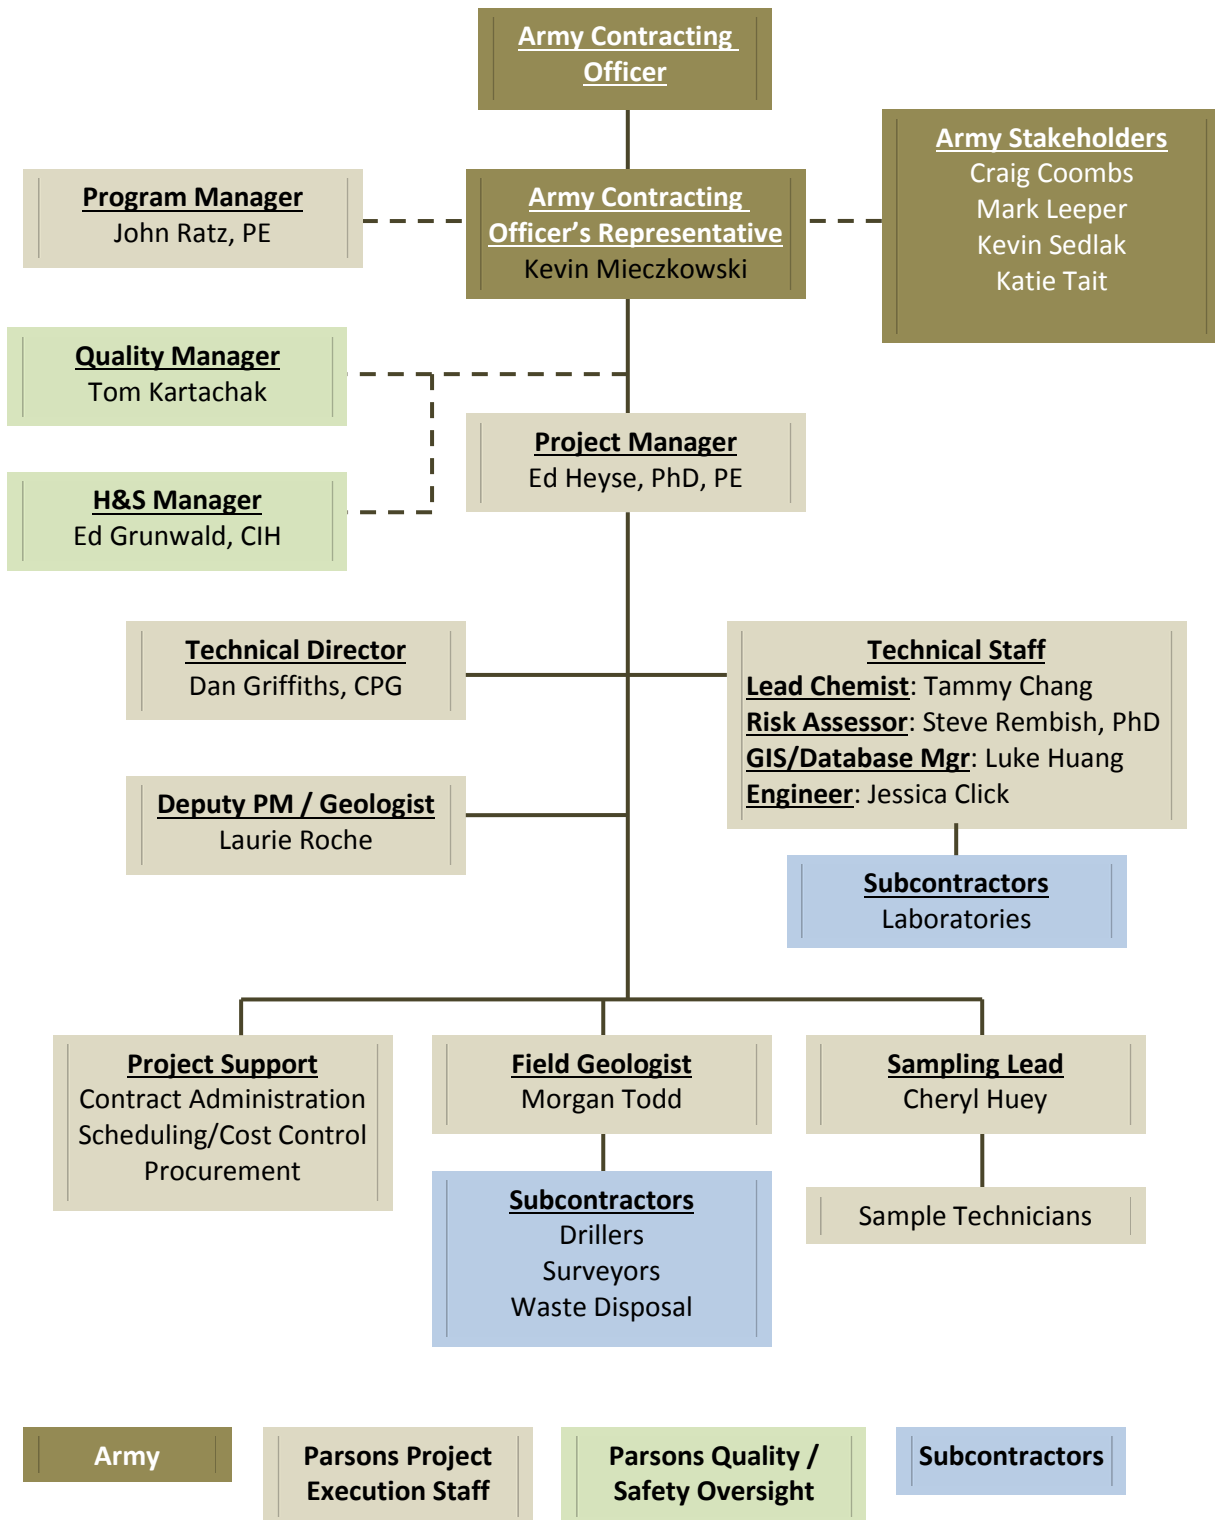 Army Contracting
Officer
Army Stakeholders
Craig Coombs
Mark Leeper
Kevin Sedlak
Katie Tait
Program Manager
John Ratz, PE
Army Contracting
Officer’s Representative
Kevin Mieczkowski
Quality Manager
Tom Kartachak
Project Manager
Ed Heyse, PhD, PE
H&S Manager
Ed Grunwald, CIH
Technical Director
Dan Griffiths, CPG
Technical Staff
Lead Chemist: Tammy Chang
Risk Assessor: Steve Rembish, PhD
GIS/Database Mgr: Luke Huang
Engineer: Jessica Click
Deputy PM / Geologist
Laurie Roche
Subcontractors
Laboratories
Project Support
Contract Administration
Scheduling/Cost Control
Procurement
Field Geologist
Morgan Todd
Sampling Lead
Cheryl Huey
Subcontractors
Drillers
Surveyors
Waste Disposal
Sample Technicians
Army
Parsons Project
Execution Staff
Parsons Quality /
Safety Oversight
Subcontractors